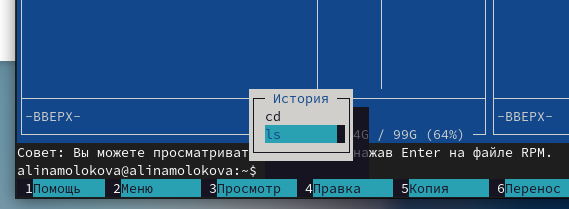 История
cd
ls
-ВВЕРХ-
4G / 99G (64%)
-ВВЕРХ-
Совет: Вы можете просматриват нажав Enter на файле RPM.
alinamolokova@alinamolokova:~$
1Помощь 2Меню 3Просмотр 4Правка 5Копия 6Перенос